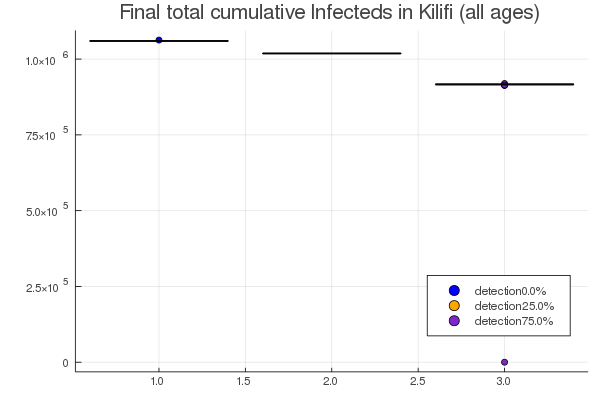 Final total cumulative Infecteds in Kilifi (all ages)
1.0×10 6
7.5×10 5
5.0×10 5
2.5×10 5
0
detection0.0%
detection25.0%
detection75.0%
1.0 1.5 2.0 2.5 3.0